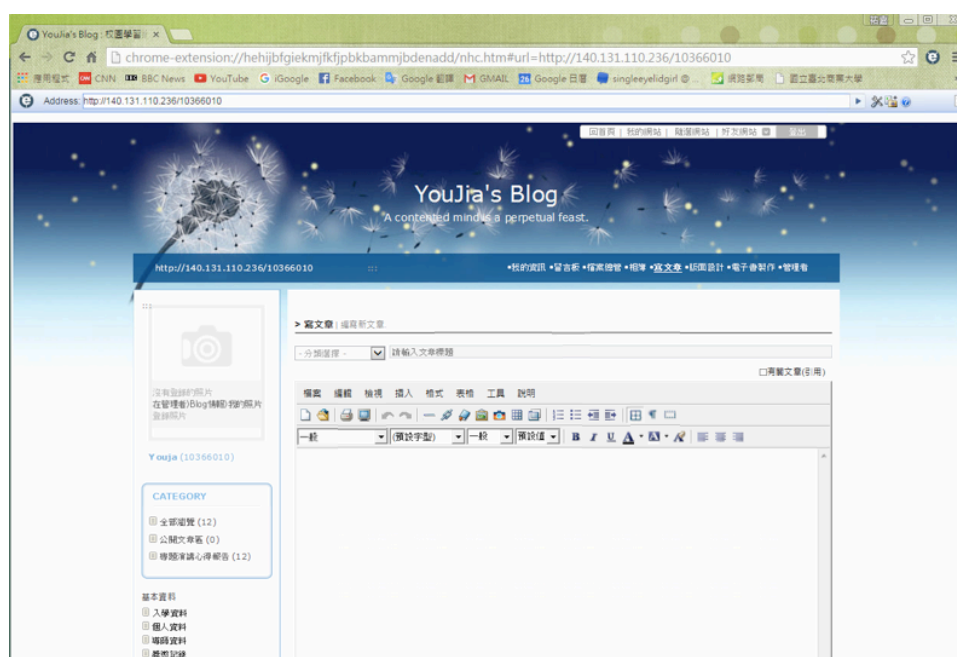 YouJia's Blog : 校園學習
chrome-extension://hehijbfgiekmjfkfjpbkbammjbdenadd/nhc.htm#url=http://140.131.110.236/10366010
應用程式 CNN BBC News YouTube iGoogle Facebook Google 翻譯 GMAIL Google 日曆 singleeyelidgirl @ ... 國立臺北商業大學
Address: http://140.131.110.236/10366010
回首頁 | 我的網站 | 隨選網站 | 好友網站 登出
YouJia's Blog
A contented mind is a perpetual feast.
http://140.131.110.236/10366010 ::: •我的資訊 •留言板 •檔案總管 •相簿 •寫文章 •版面設計 •電子書製作 •管理者
:::
> 寫文章 | 編寫新文章
- 分類選擇 - 請輸入文章標題
沒有登錄的照片
在管理者>Blog情報>我的照片
登錄照片
檔案 編輯 檢視 插入 格式 表格 工具 說明
一般 (預設字型) 一般 預設值 B I U A
Youja (10366010)
CATEGORY
全部瀏覽 (12)
公開文章區 (0)
專題演講心得報告 (12)
基本資料
入學資料
個人資料
導師資料